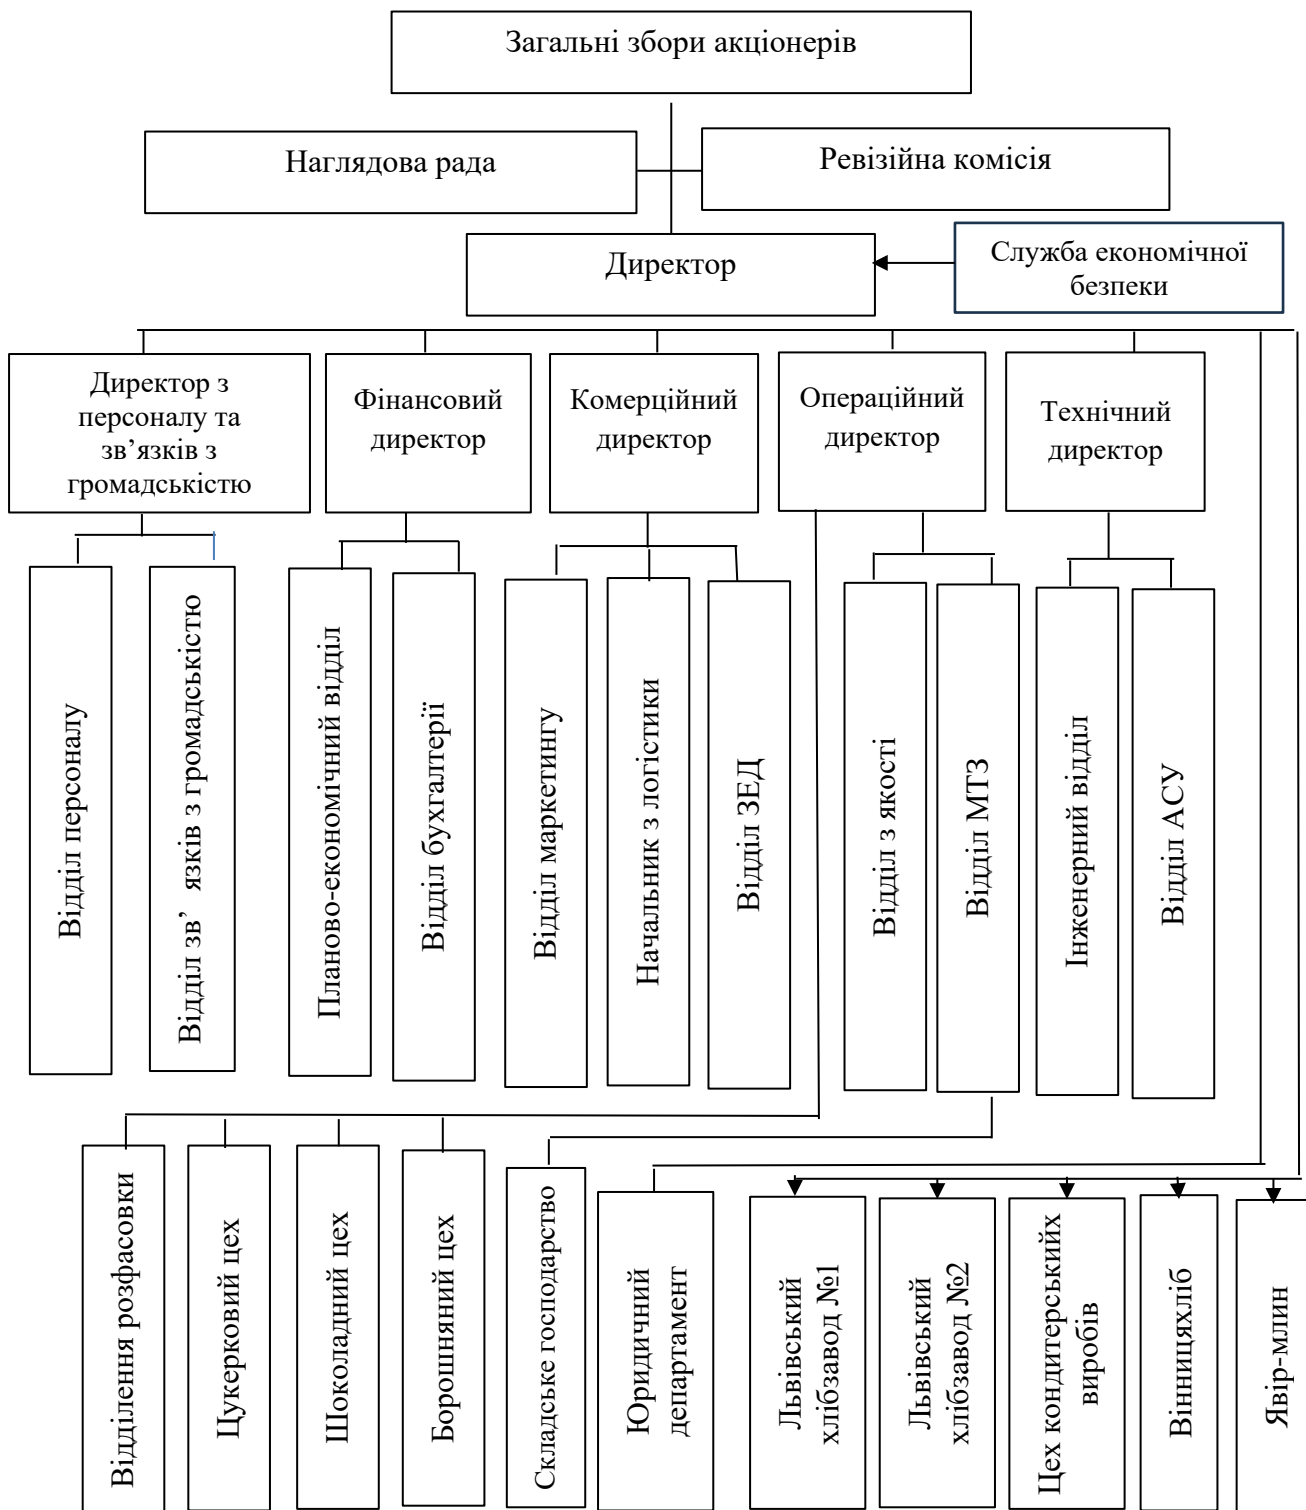 Загальні збори акціонерів
Наглядова рада
Ревізійна комісія
Директор
Служба економічної
безпеки
Директор з
персоналу та
зв’язків з
громадськістю
Фінансовий
директор
Комерційний
директор
Операційний
директор
Технічний
директор
Відділ персоналу
Відділ зв’ язків з громадськістю
Планово-економічний відділ
Відділ бухгалтерії
Відділ маркетингу
Начальник з логістики
Відділ ЗЕД
Відділ з якості
Відділ МТЗ
Інженерний відділ
Відділ АСУ
Відділення розфасовки
Цукерковий цех
Шоколадний цех
Борошняний цех
Складське господарство
Юридичний
департамент
Львівський
хлібзавод №1
Львівський
хлібзавод №2
Цех кондитерськийх
виробів
Вінницяхліб
Явір-млин